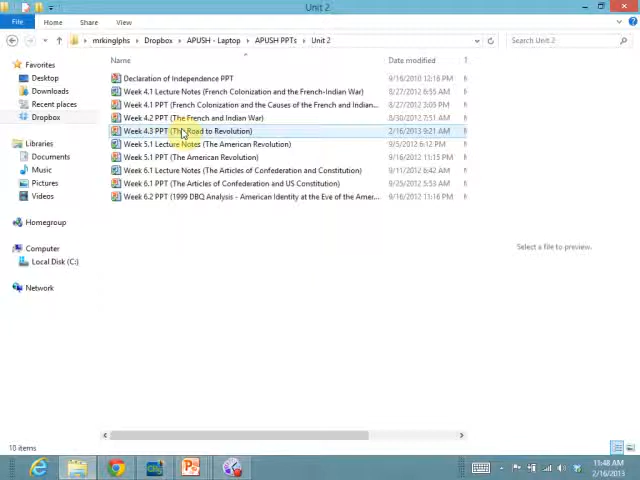 Unit 2
File Home Share View
mrkinglphs Dropbox APUSH - Laptop APUSH PPTs Unit 2 Search Unit 2
Favorites
Desktop
Downloads
Recent places
Dropbox
Libraries
Documents
Music
Pictures
Videos
Homegroup
Computer
Local Disk (C:)
Network
Name Date modified
Declaration of Independence PPT 9/16/2010 12:18 PM
Week 4.1 Lecture Notes (French Colonization and the French-Indian War) 8/27/2012 6:55 AM
Week 4.1 PPT (French Colonization and the Causes of the French and Indian... 8/27/2012 3:05 PM
Week 4.2 PPT (The French and Indian War) 8/30/2012 7:51 AM
Week 4.3 PPT (The Road to Revolution) 2/16/2013 9:21 AM
Week 5.1 Lecture Notes (The American Revolution) 9/5/2012 6:12 PM
Week 5.1 PPT (The American Revolution) 9/16/2012 11:15 PM
Week 6.1 Lecture Notes (The Articles of Confederation and Constitution) 9/11/2012 6:42 AM
Week 6.1 PPT (The Articles of Confederation and US Constitution) 9/25/2012 5:53 AM
Week 6.2 PPT (1999 DBQ Analysis - American Identity at the Eve of the Amer... 9/16/2012 11:16 PM
Select a file to preview.
10 items
11:48 AM
2/16/2013